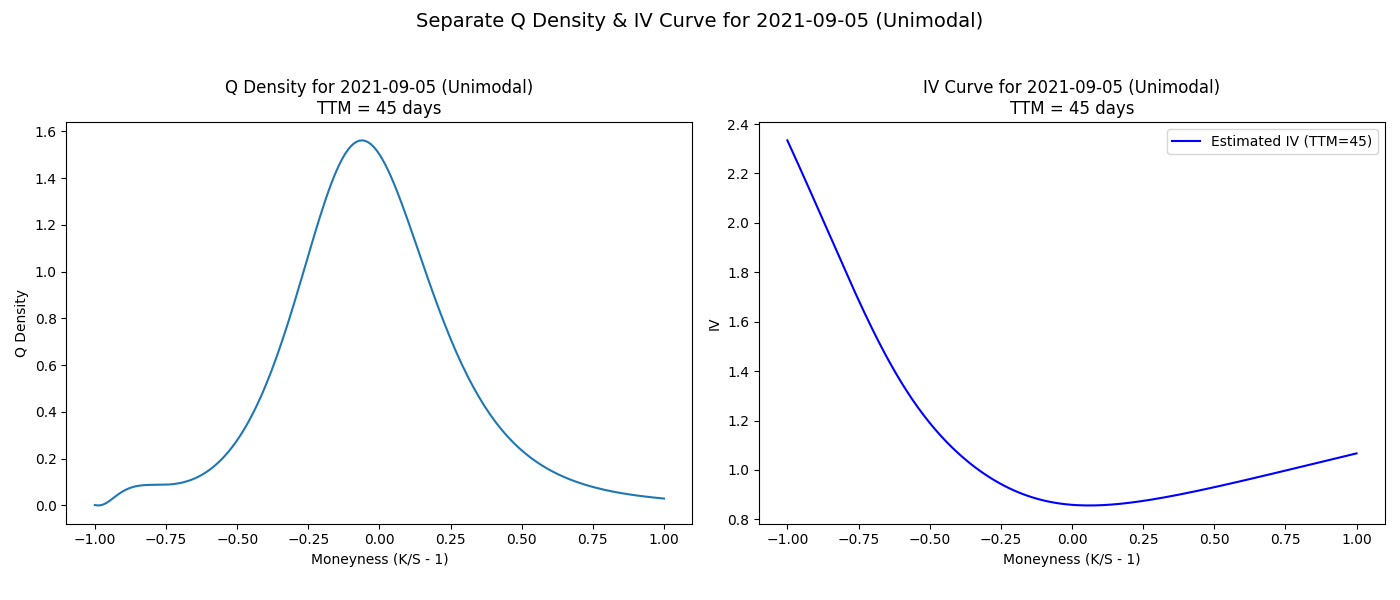 Separate Q Density & IV Curve for 2021-09-05 (Unimodal)
Q Density for 2021-09-05 (Unimodal)
TTM = 45 days
1.6
1.4
1.2
1.0
0.8
0.6
0.4
0.2
0.0
Q Density
−1.00 −0.75 −0.50 −0.25 0.00 0.25 0.50 0.75 1.00
Moneyness (K/S - 1)
IV Curve for 2021-09-05 (Unimodal)
TTM = 45 days
Estimated IV (TTM=45)
2.4
2.2
2.0
1.8
1.6
1.4
1.2
1.0
0.8
IV
−1.00 −0.75 −0.50 −0.25 0.00 0.25 0.50 0.75 1.00
Moneyness (K/S - 1)